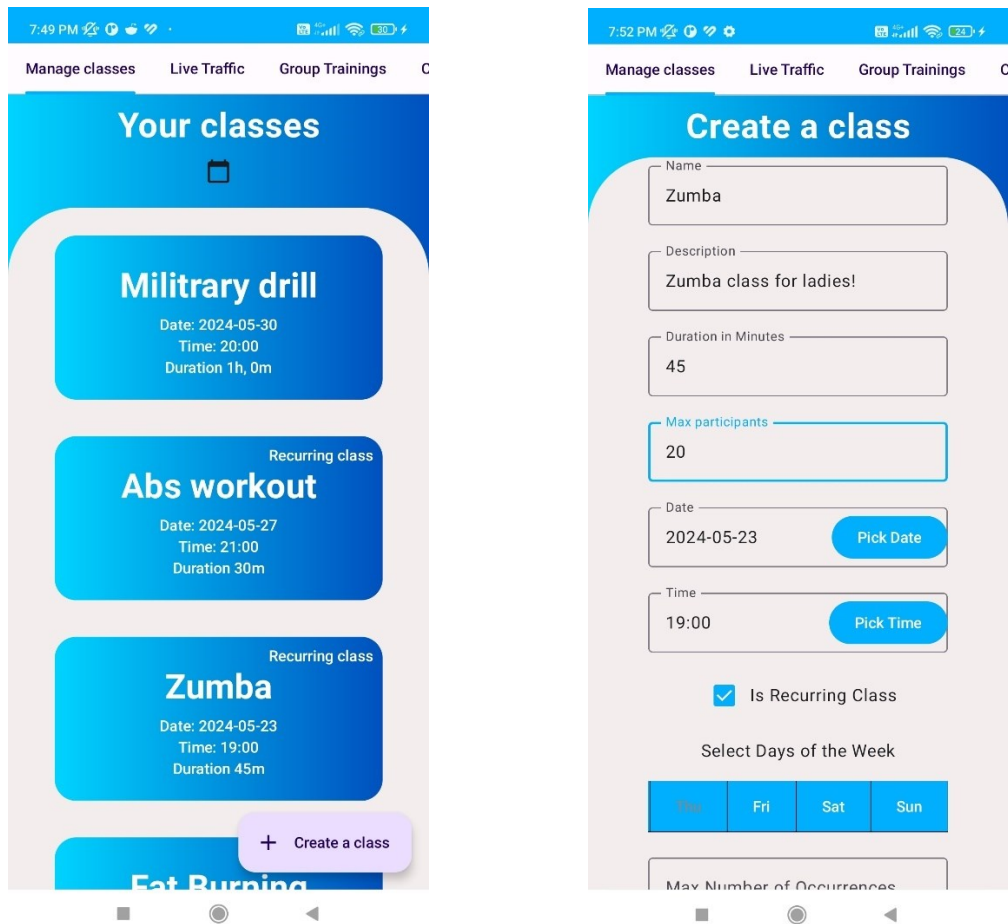 7:49 PM
4G+
30
Manage classes Live Traffic Group Trainings C
Your classes
Militrary drill
Date: 2024-05-30
Time: 20:00
Duration 1h, 0m
Recurring class
Abs workout
Date: 2024-05-27
Time: 21:00
Duration 30m
Recurring class
Zumba
Date: 2024-05-23
Time: 19:00
Duration 45m
+ Create a class
Fat Burning
7:52 PM
4G+
24
Manage classes Live Traffic Group Trainings C
Create a class
Name
Zumba
Description
Zumba class for ladies!
Duration in Minutes
45
Max participants
20
Date
2024-05-23 Pick Date
Time
19:00 Pick Time
Is Recurring Class
Select Days of the Week
Thu Fri Sat Sun
Max Number of Occurrences